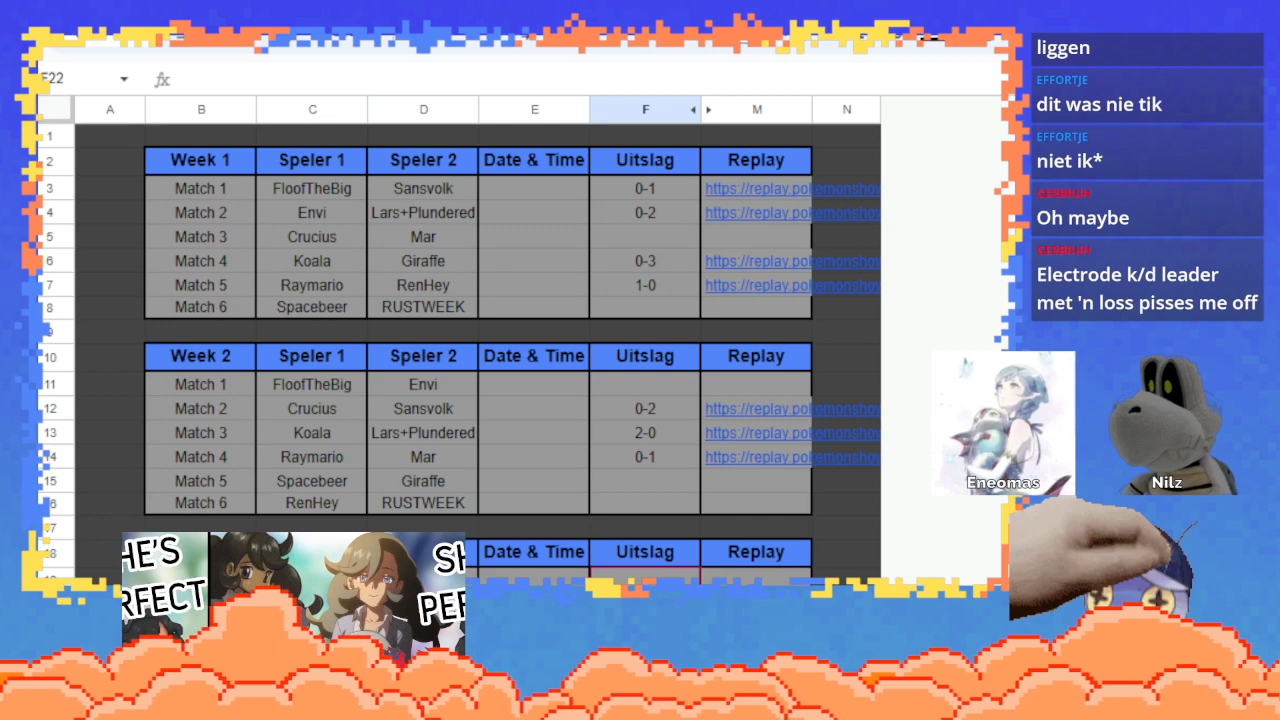 F22 fx
A B C D E F M N
1
2 Week 1 Speler 1 Speler 2 Date & Time Uitslag Replay
3 Match 1 FloofTheBig Sansvolk 0-1 https://replay.pokemonshow
4 Match 2 Envi Lars+Plundered 0-2 https://replay.pokemonshow
5 Match 3 Crucius Mar
6 Match 4 Koala Giraffe 0-3 https://replay.pokemonshow
7 Match 5 Raymario RenHey 1-0 https://replay.pokemonshow
8 Match 6 Spacebeer RUSTWEEK
9
10 Week 2 Speler 1 Speler 2 Date & Time Uitslag Replay
11 Match 1 FloofTheBig Envi
12 Match 2 Crucius Sansvolk 0-2 https://replay.pokemonshow
13 Match 3 Koala Lars+Plundered 2-0 https://replay.pokemonshow
14 Match 4 Raymario Mar 0-1 https://replay.pokemonshow
15 Match 5 Spacebeer Giraffe
16 Match 6 RenHey RUSTWEEK
17
18 Date & Time Uitslag Replay
liggen
EFFORTJE
dit was nie tik
EFFORTJE
niet ik*
Oh maybe
Electrode k/d leader
met 'n loss pisses me off
Eneomas
Nilz
HE'S
RFECT
SH
PER